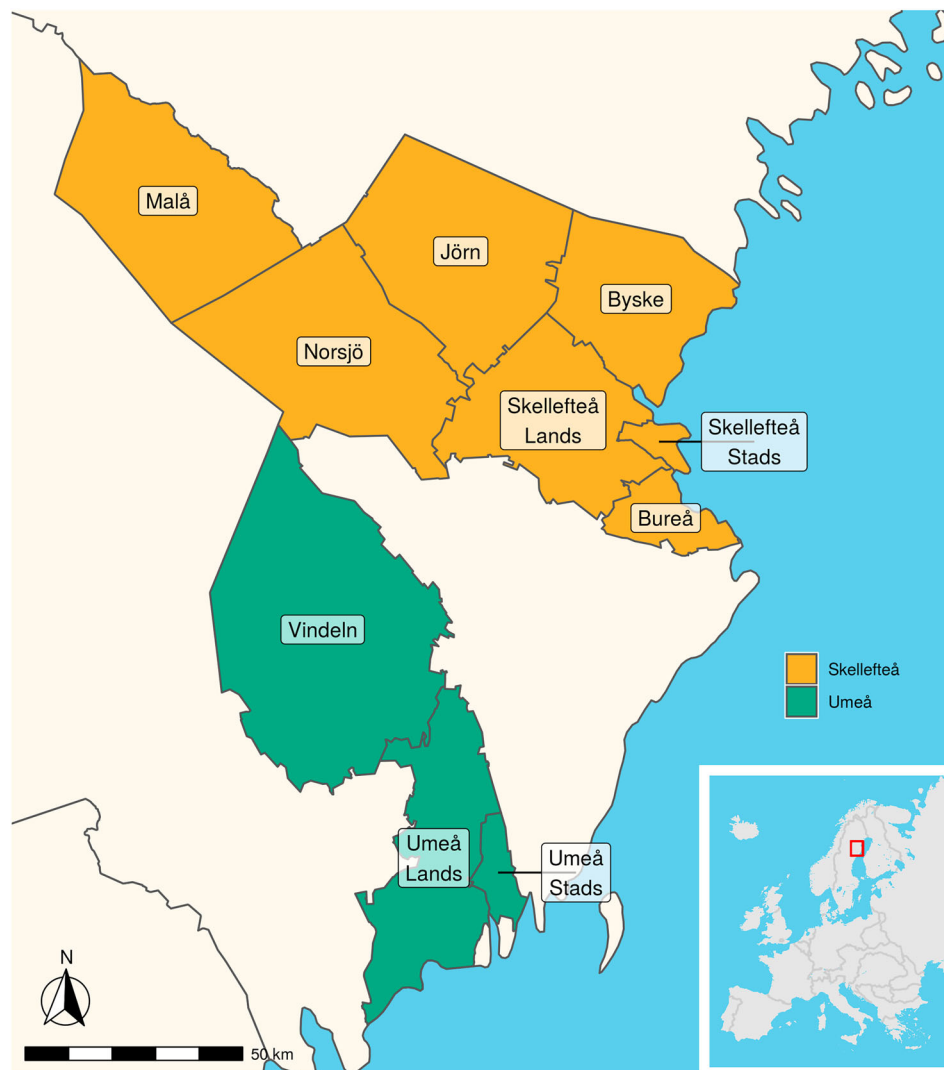 Malå
Jörn
Byske
Norsjö
Skellefteå
Lands
Skellefteå
Stads
Bureå
Vindeln
Skellefteå
Umeå
Umeå
Lands
Umeå
Stads
N
50 km